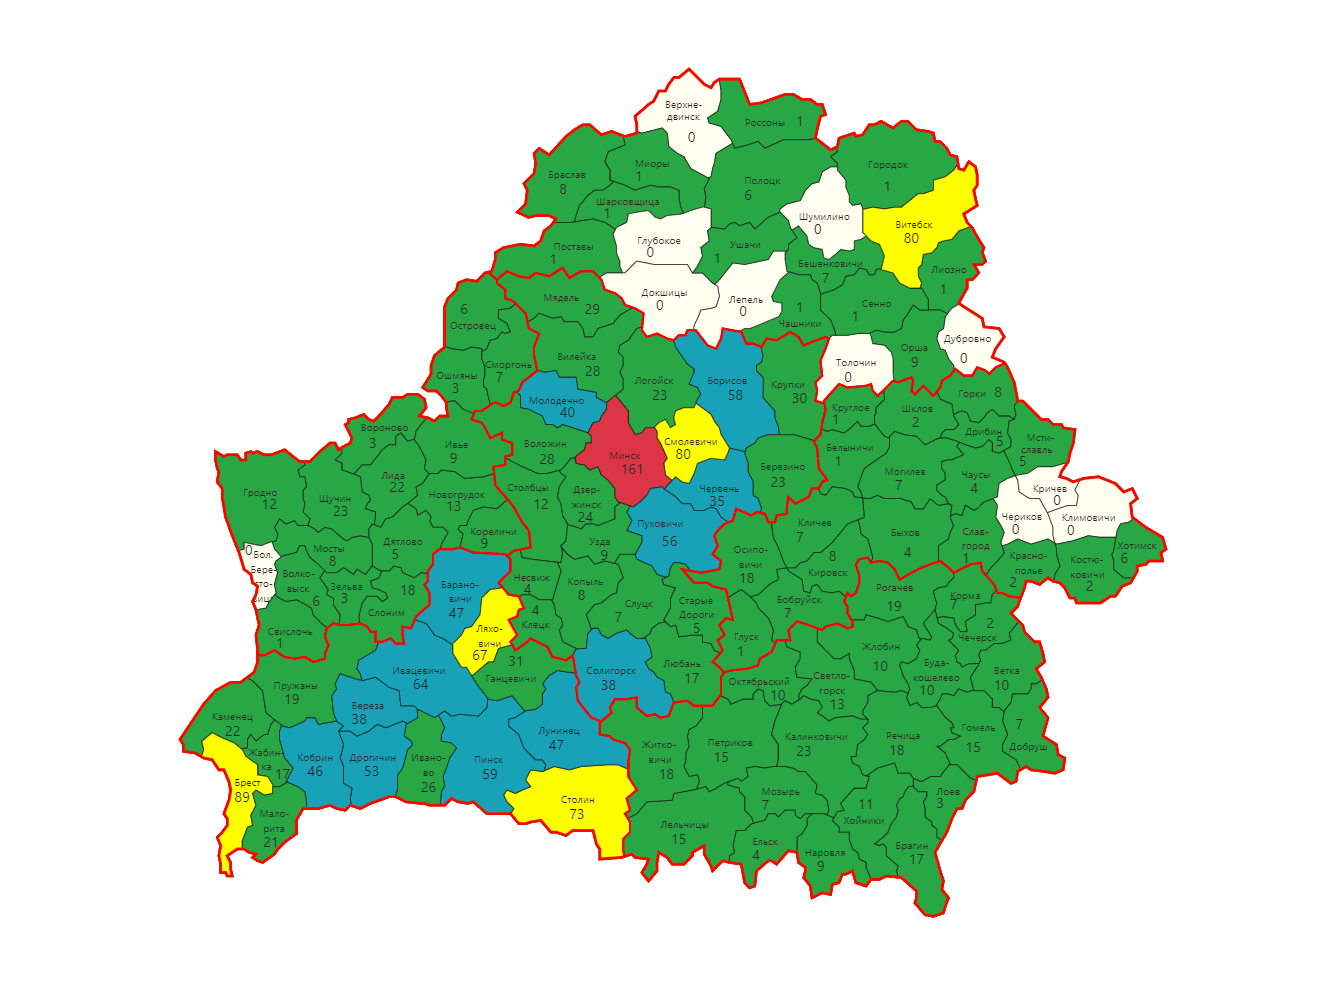 Верхне-
двинск
0
Россоны 1
Миоры
1
Браслав
8
Полоцк
6
Городок
1
Шарковщица
1
Шумилино
0
Витебск
80
Глубокое
0
Ушачи
1
Поставы
1
Бешенковичи
7
Лиозно
1
Докшицы
0
Лепель
0
Мядель
29
Сенно
1
1
Чашники
6
Островец
Дубровно
0
Орша
9
Толочин
0
Вилейка
28
Сморгонь
7
Ошмяны
3
Логойск
23
Борисов
58
Крупки
30
Горки 8
Молодечно
40
Круглое
1
Шклов
2
Дрибин
5
Мсти-
славль
5
Вороново
3
Ивье
9
Воложин
28
Минск
161
Смолевичи
80
Белыничи
1
Березино
23
Могилев
7
Чаусы
4
Лида
22
Гродно
12
Щучин
23
Новогрудок
13
Столбцы
12
Дзер-
жинск
24
Червень
35
Кричев
0
Чериков
0
Климовичи
0
Пуховичи
56
Кореличи
9
Кличев
7
Быхов
4
Слав-
город
1
Хотимск
6
0
Бол.
Бере-
сто-
вица
Мосты
8
Дятлово
5
Узда
9
Осипо-
вичи
18
8
Кировск
Красно-
полье
2
Костю-
ковичи
2
Волко-
выск
6
Зельва
3
18
Слоним
Барано-
вичи
47
Несвиж
4
Копыль
8
4
Клецк
Слуцк
7
Старые
Дороги
5
Бобруйск
7
Рогачев
19
Корма
7
2
Чечерск
Свислочь
1
Ляхо-
вичи
67
Глуск
1
Жлобин
10
Буда-
кошелево
10
Ветка
10
Ивацевичи
64
31
Ганцевичи
Солигорск
38
Любань
17
Октябрьский
10
Светло-
горск
13
Пружаны
19
Береза
38
Каменец
22
Лунинец
47
Житко-
вичи
18
Петриков
15
Калинковичи
23
Речица
18
Гомель
15
7
Добруш
Жабин-
ка
17
Кобрин
46
Дрогичин
53
Ивано-
во
26
Пинск
59
Брест
89
Столин
73
Мозырь
7
11
Хойники
Лоев
3
Мало-
рита
21
Лельчицы
15
Ельск
4
Наровля
9
Брагин
17